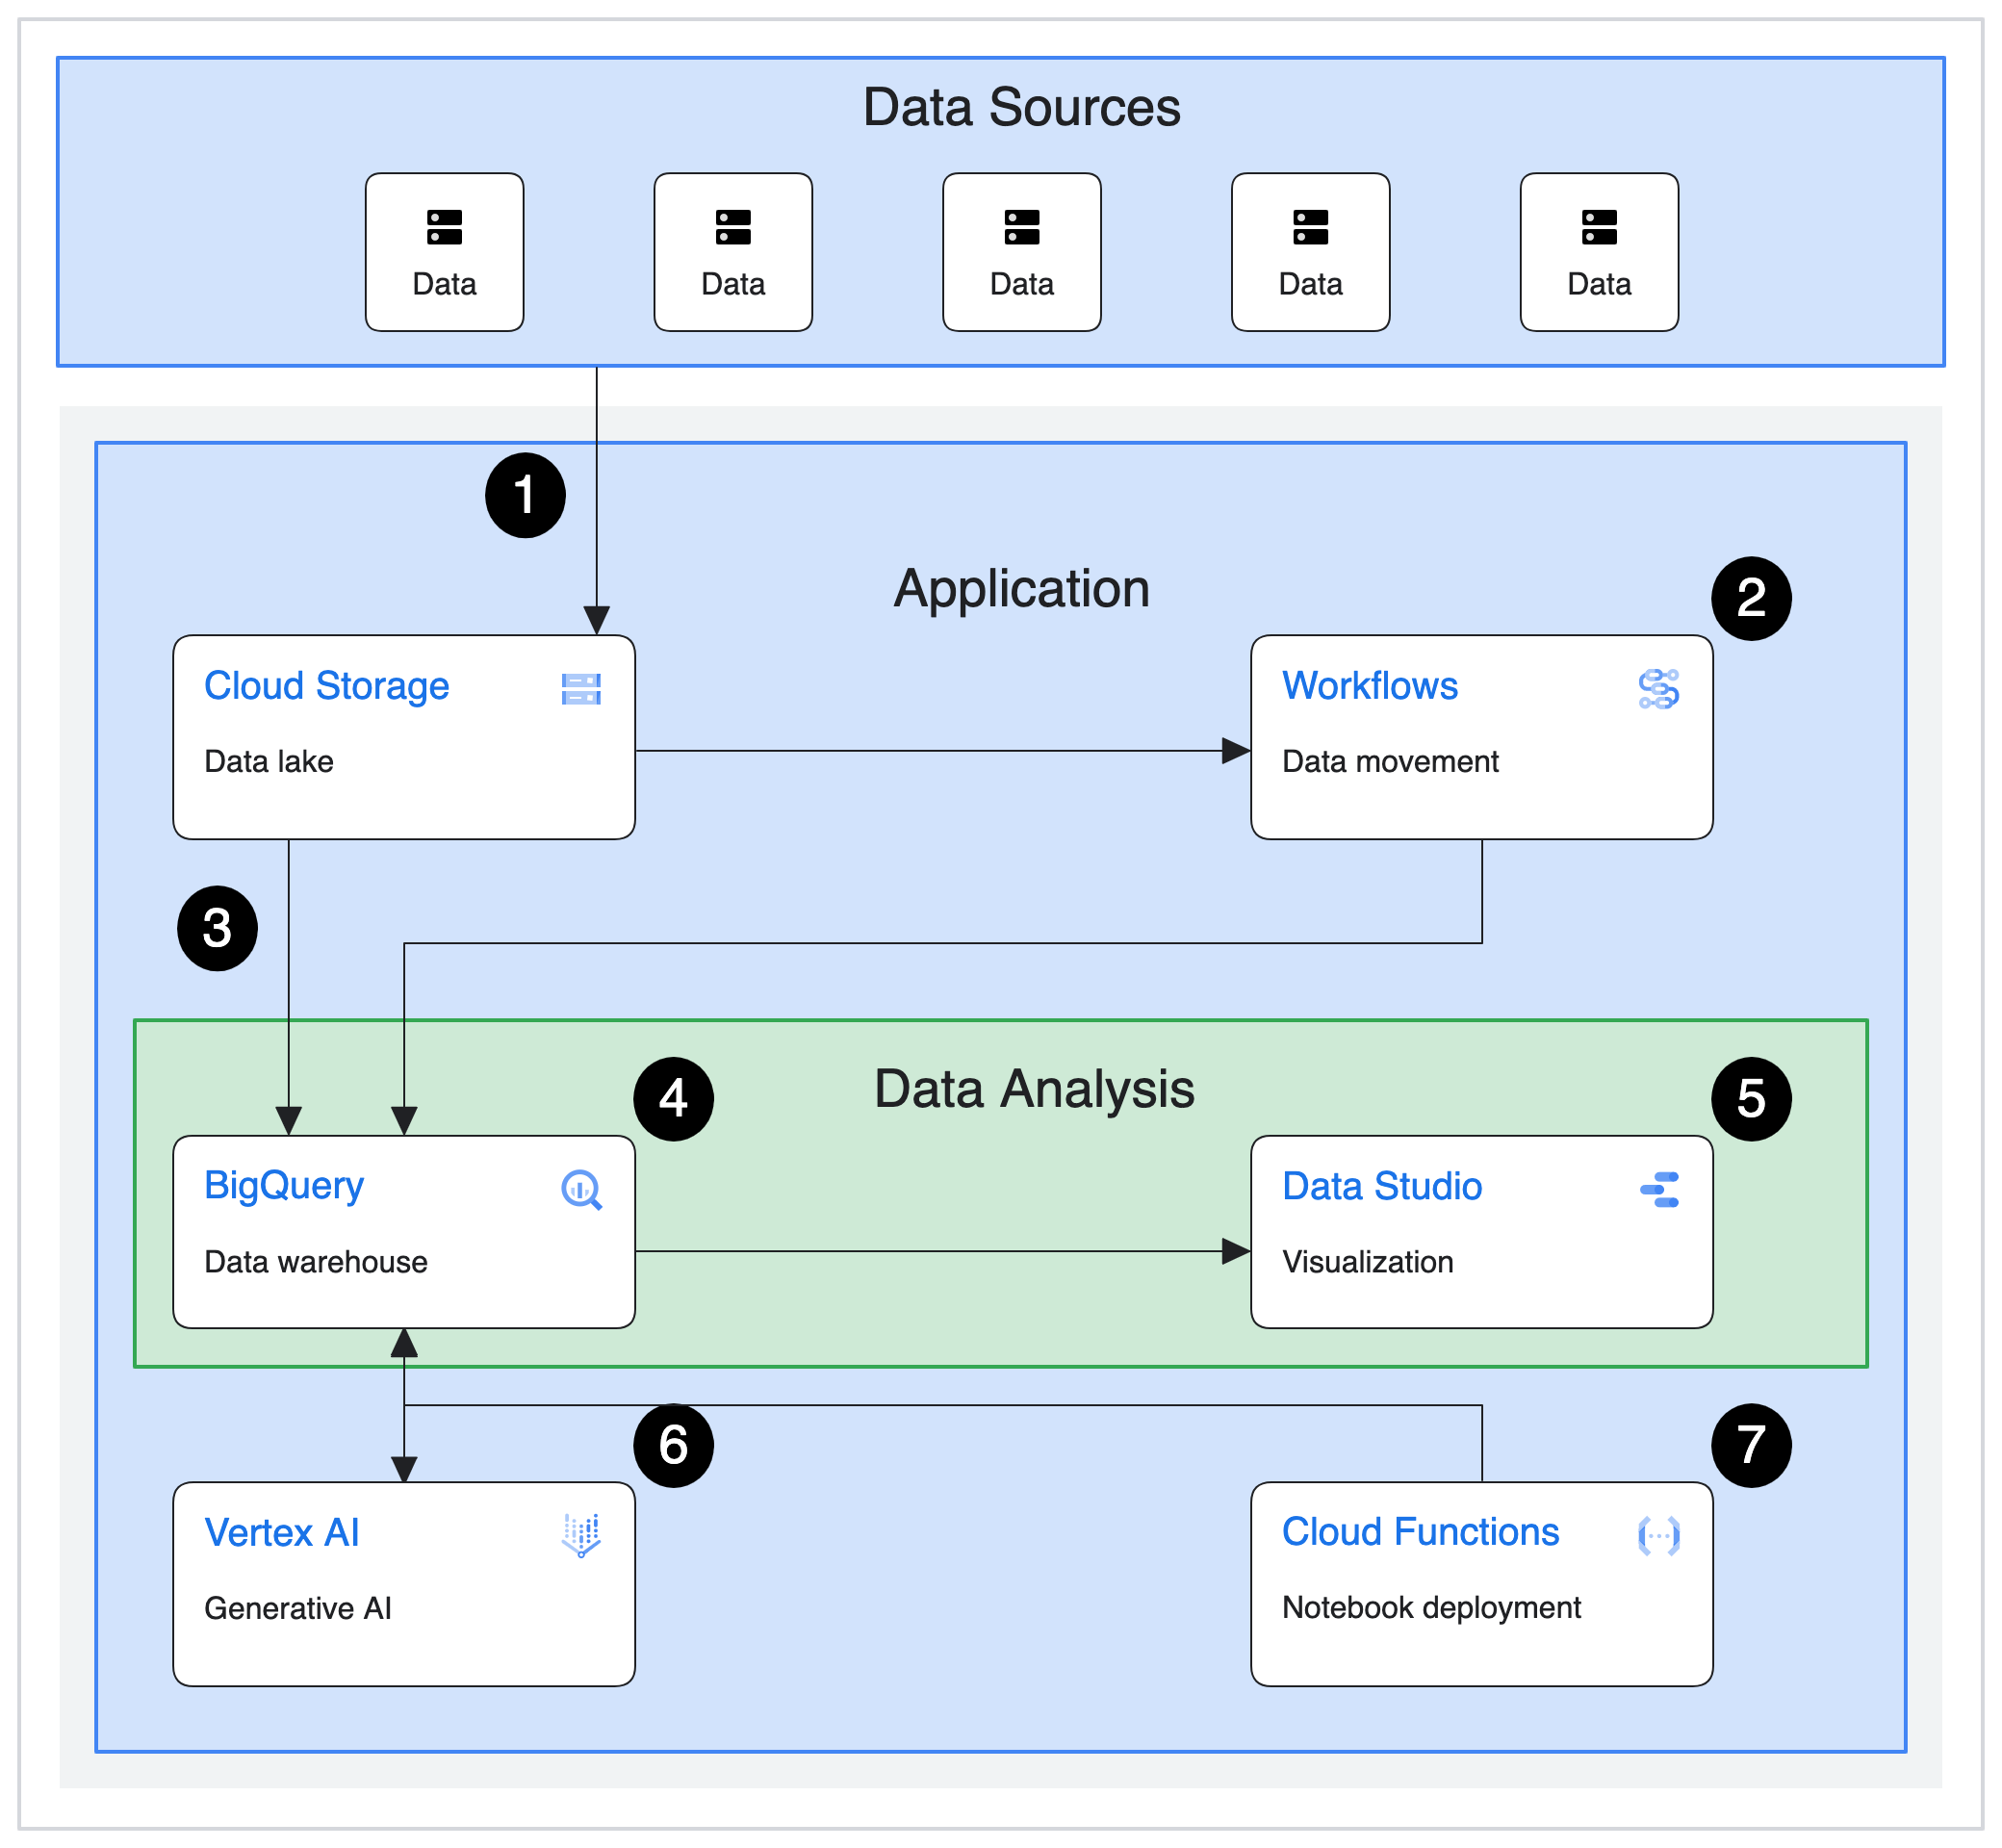 Data Sources
Data
Data
Data
Data
Data
1
Application
2
Cloud Storage
Data lake
Workflows
Data movement
3
Data Analysis
4
5
BigQuery
Data warehouse
Data Studio
Visualization
6
7
Vertex AI
Generative AI
Cloud Functions
Notebook deployment